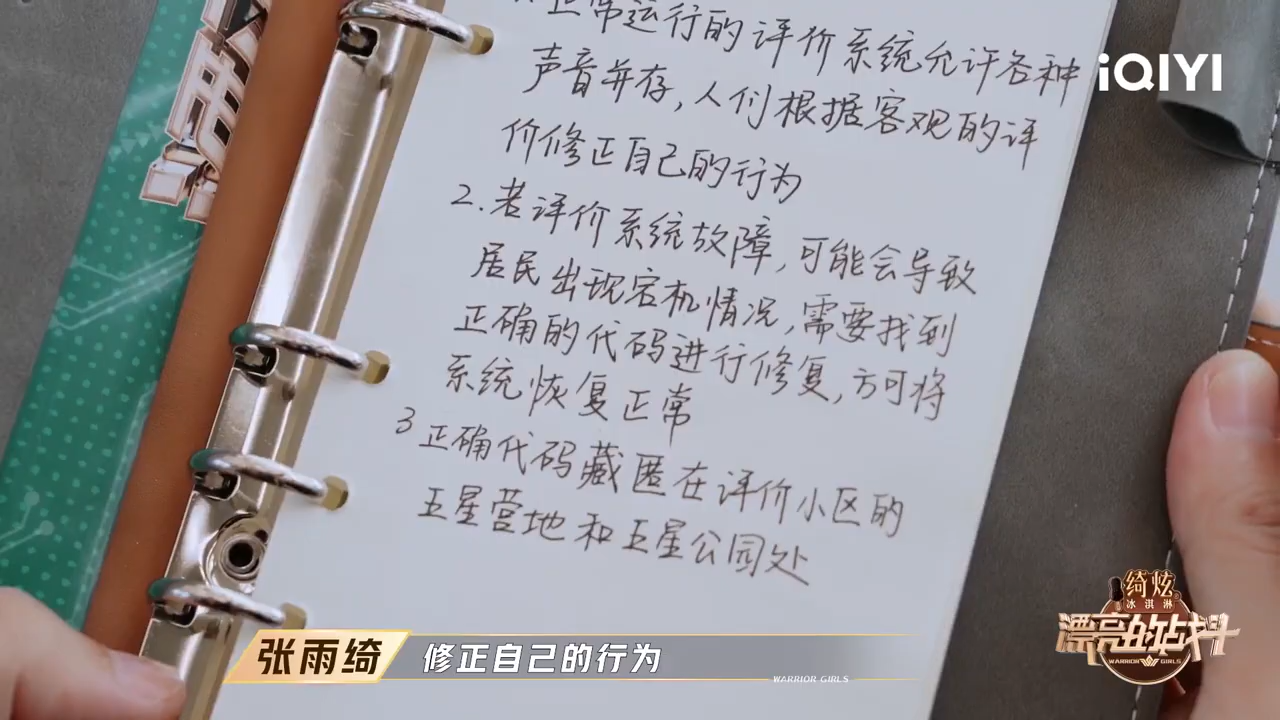 1.正常运行的评价系统允许各种
声音并存,人们根据客观的评
价修正自己的行为
2.若评价系统故障,可能会导致
居民出现宕机情况,需要找到
正确的代码进行修复,方可将
系统恢复正常
3正确代码藏匿在评价小区的
五星营地和五星公园处
iQIYI
绮炫
冰淇淋
漂亮的战斗
WARRIOR GIRLS
张雨绮 修正自己的行为
WARRIOR GIRLS